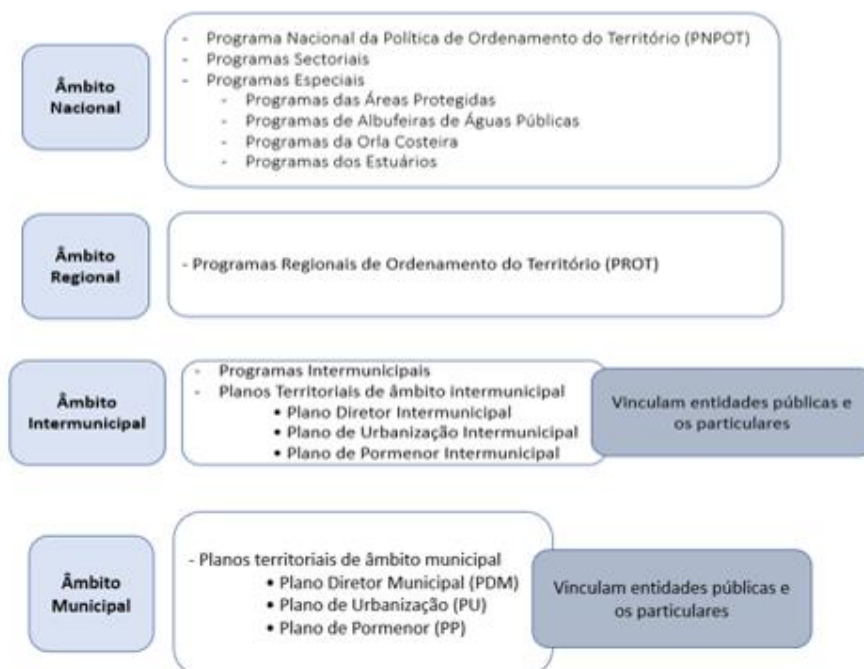 Âmbito
Nacional
- Programa Nacional da Política de Ordenamento do Território (PNPOT)
- Programas Sectoriais
- Programas Especiais
- Programas das Áreas Protegidas
- Programas de Albufeiras de Águas Públicas
- Programas da Orla Costeira
- Programas dos Estuários
Âmbito
Regional
- Programas Regionais de Ordenamento do Território (PROT)
Âmbito
Intermunicipal
- Programas Intermunicipais
- Planos Territoriais de âmbito intermunicipal
• Plano Diretor Intermunicipal
• Plano de Urbanização Intermunicipal
• Plano de Pormenor Intermunicipal
Vinculam entidades públicas e
os particulares
Âmbito
Municipal
- Planos territoriais de âmbito municipal
• Plano Diretor Municipal (PDM)
• Plano de Urbanização (PU)
• Plano de Pormenor (PP)
Vinculam entidades públicas e
os particulares